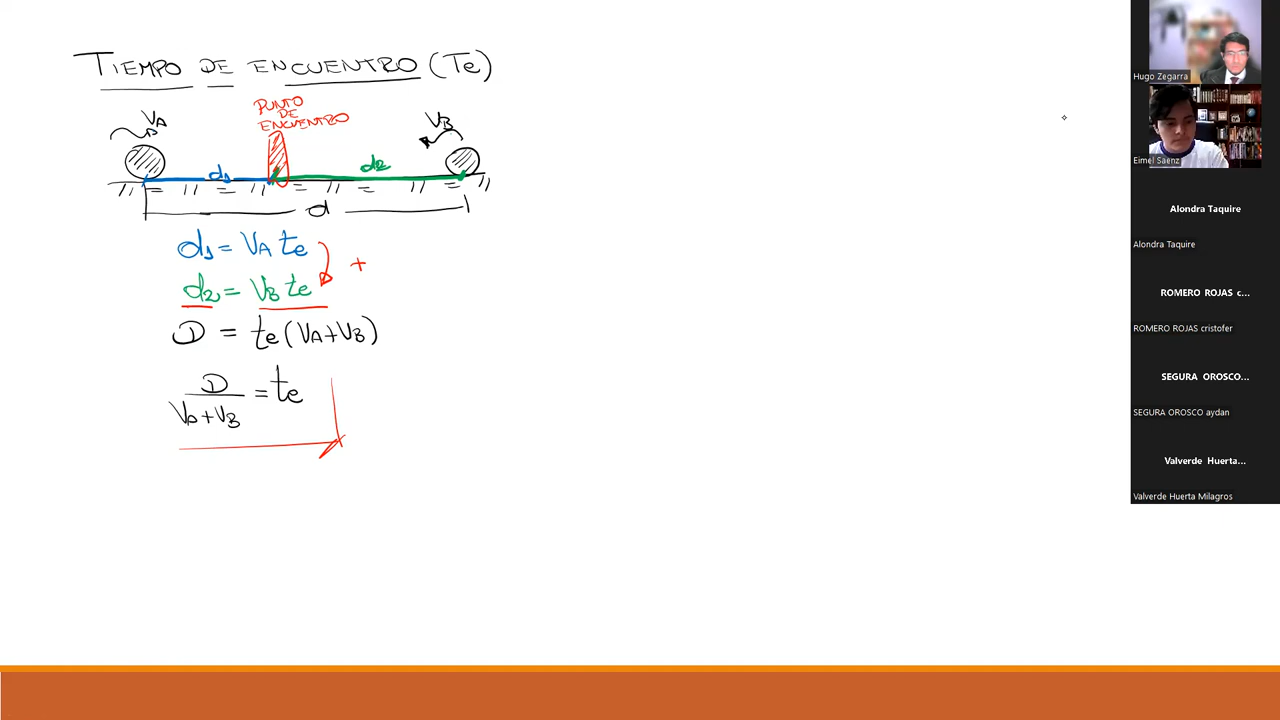 TIEMPO DE ENCUENTRO (Te)
PUNTO
DE
ENCUENTRO
VA
VB
d1
d2
d
d1 = VA te
+
d2 = VB te
D = te (VA+VB)
D
VA+VB
= te
Hugo Zegarra
Eimel Saenz
Alondra Taquire
Alondra Taquire
ROMERO ROJAS c...
ROMERO ROJAS cristofer
SEGURA OROSCO...
SEGURA OROSCO aydan
Valverde Huerta...
Valverde Huerta Milagros